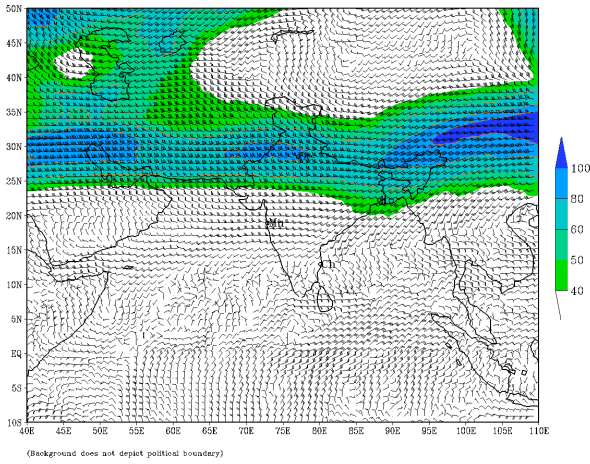 50N
45N
40N
35N
30N
25N
20N
15N
10N
5N
EQ
5S
10S
40E 45E 50E 55E 60E 65E 70E 75E 80E 85E 90E 95E 100E 105E 110E
100
80
60
50
40
Mu
Ch
(Background does not depict political boundary)